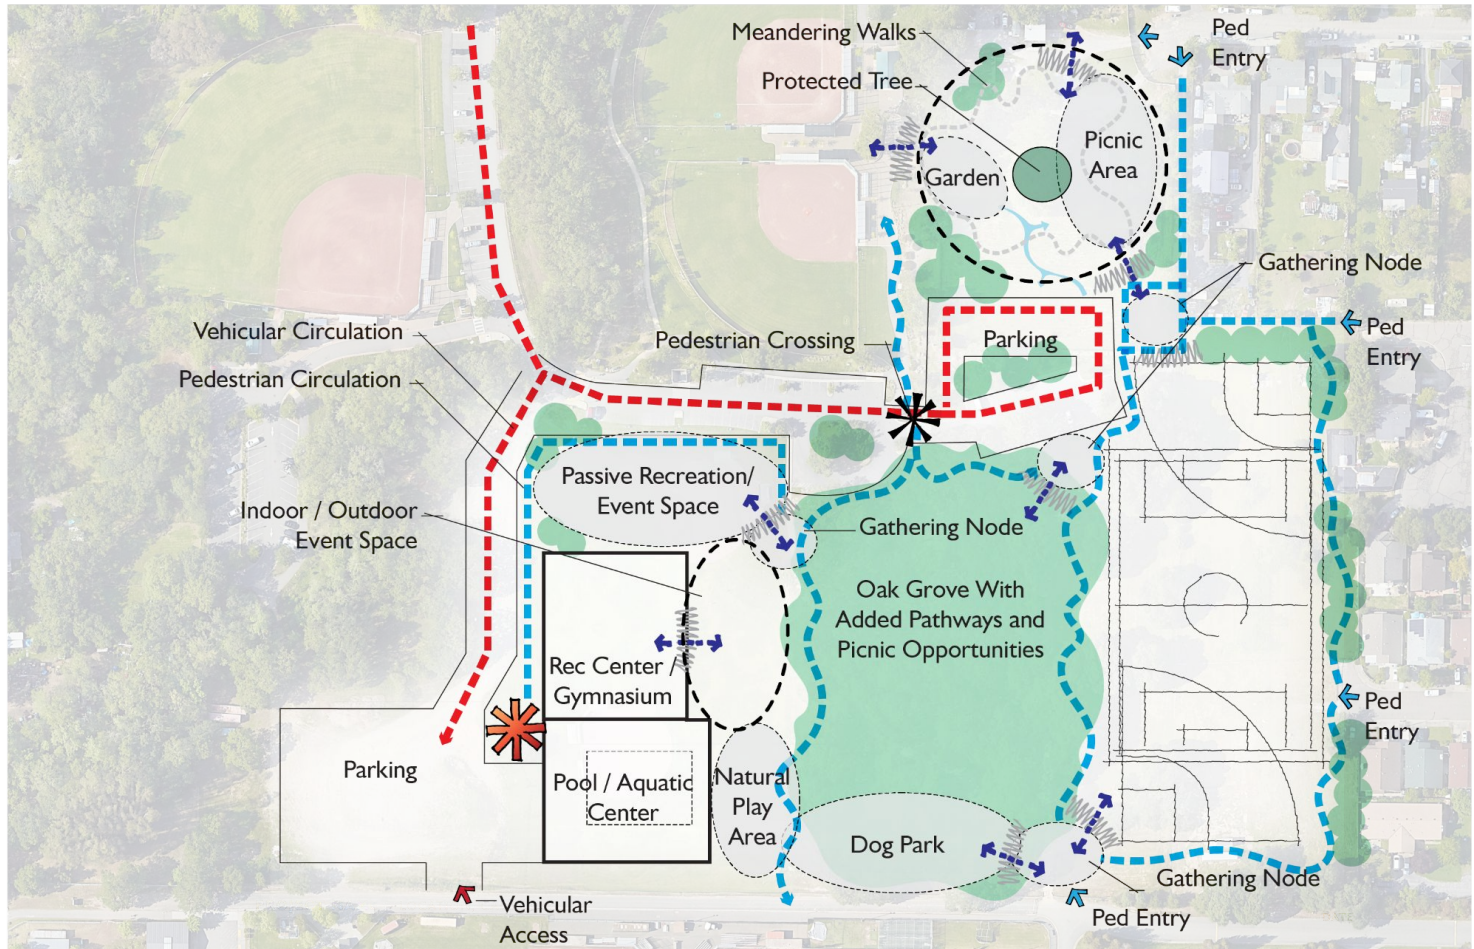 Meandering Walks
Ped
Entry
Protected Tree
Picnic
Area
Garden
Gathering Node
Vehicular Circulation
Pedestrian Crossing
Parking
Ped
Entry
Pedestrian Circulation
Passive Recreation/
Event Space
Indoor / Outdoor
Event Space
Gathering Node
Oak Grove With
Added Pathways and
Picnic Opportunities
Rec Center /
Gymnasium
Ped
Entry
Parking
Pool / Aquatic
Center
Natural
Play
Area
Dog Park
Gathering Node
Vehicular
Access
Ped Entry